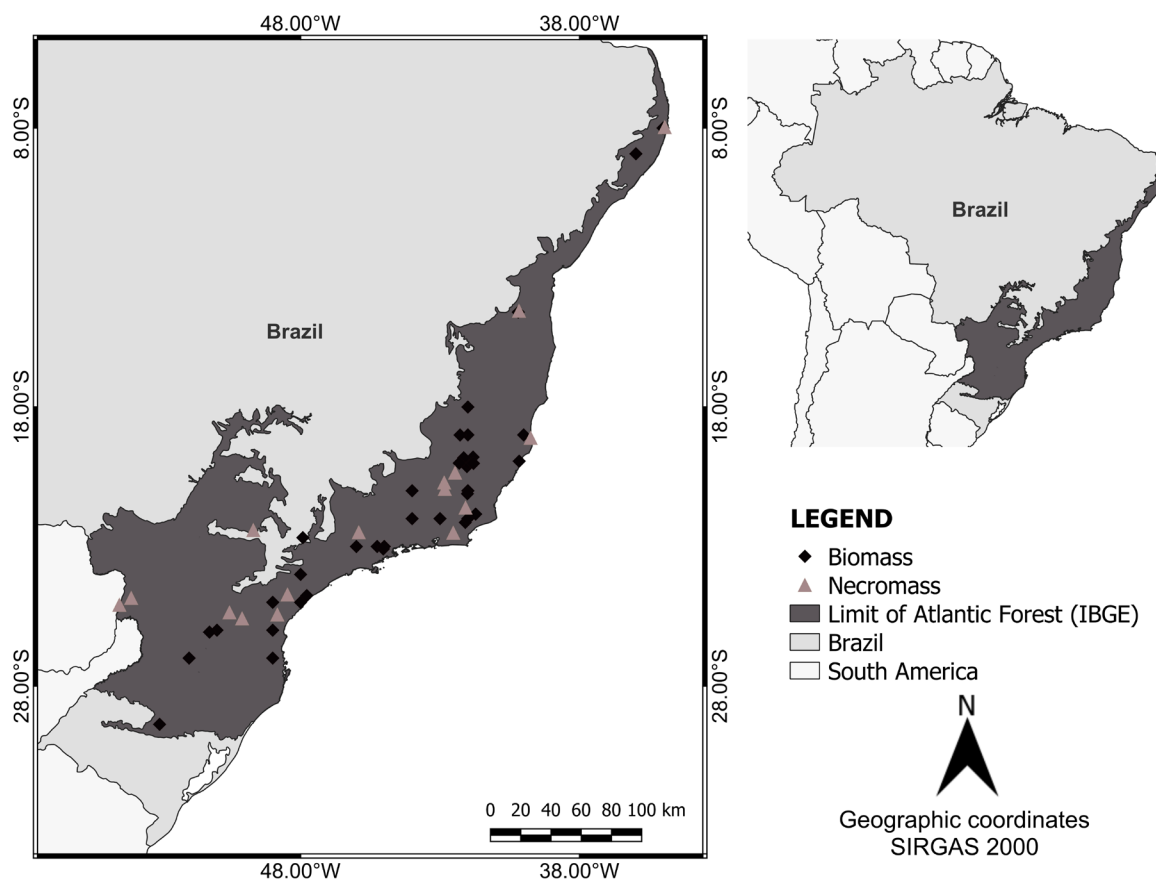 48.00°W
38.00°W
8.00°S
8.00°S
Brazil
Brazil
18.00°S
18.00°S
LEGEND
Biomass
Necromass
Limit of Atlantic Forest (IBGE)
Brazil
South America
28.00°S
28.00°S
N
0 20 40 60 80 100 km
Geographic coordinates
SIRGAS 2000
48.00°W
38.00°W